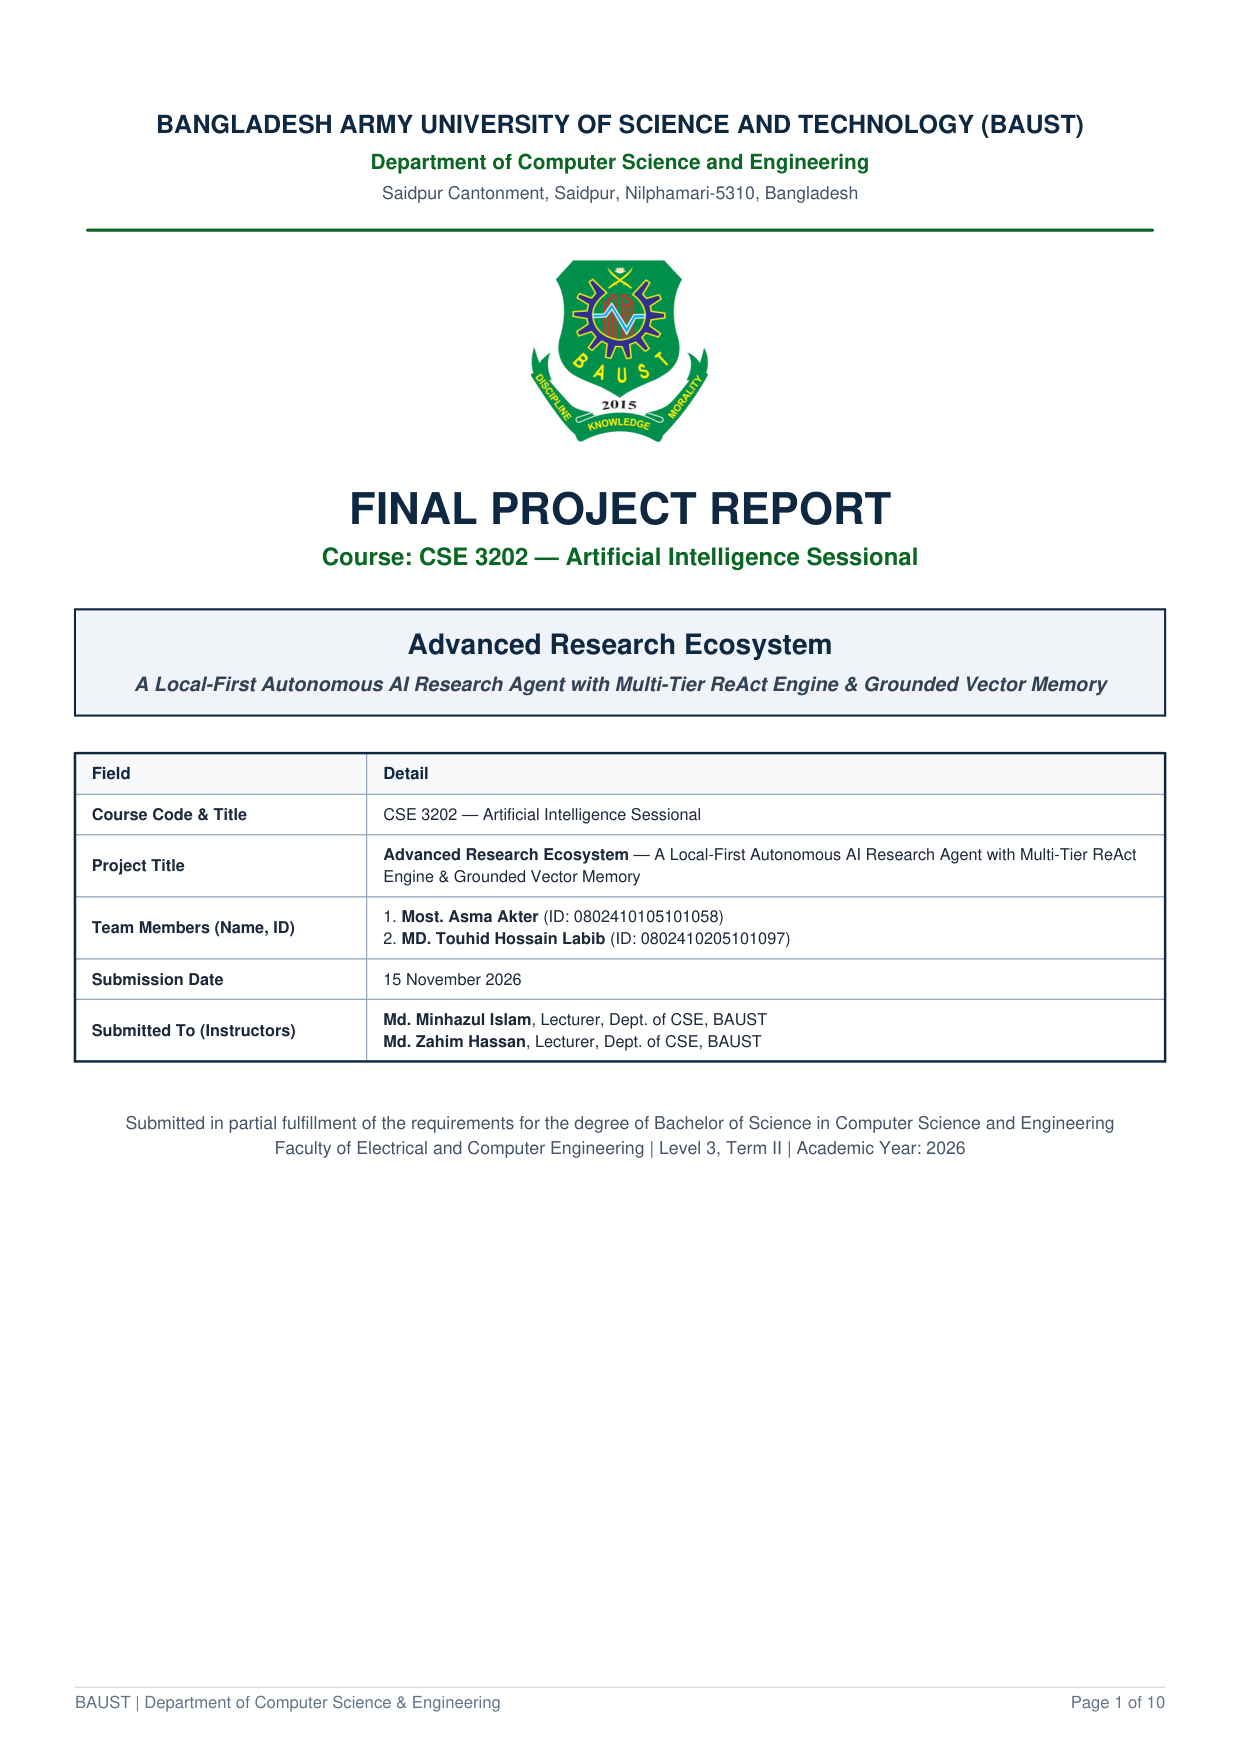 BANGLADESH ARMY UNIVERSITY OF SCIENCE AND TECHNOLOGY (BAUST)
Department of Computer Science and Engineering
Saidpur Cantonment, Saidpur, Nilphamari-5310, Bangladesh
BAUST
2015
DISCIPLINE
KNOWLEDGE
MORALITY
FINAL PROJECT REPORT
Course: CSE 3202 — Artificial Intelligence Sessional
Advanced Research Ecosystem
A Local-First Autonomous AI Research Agent with Multi-Tier ReAct Engine & Grounded Vector Memory
Field Detail
Course Code & Title CSE 3202 — Artificial Intelligence Sessional
Project Title Advanced Research Ecosystem — A Local-First Autonomous AI Research Agent with Multi-Tier ReAct
Engine & Grounded Vector Memory
Team Members (Name, ID) 1. Most. Asma Akter (ID: 0802410105101058)
2. MD. Touhid Hossain Labib (ID: 0802410205101097)
Submission Date 15 November 2026
Submitted To (Instructors) Md. Minhazul Islam, Lecturer, Dept. of CSE, BAUST
Md. Zahim Hassan, Lecturer, Dept. of CSE, BAUST
Submitted in partial fulfillment of the requirements for the degree of Bachelor of Science in Computer Science and Engineering
Faculty of Electrical and Computer Engineering | Level 3, Term II | Academic Year: 2026
BAUST | Department of Computer Science & Engineering Page 1 of 10